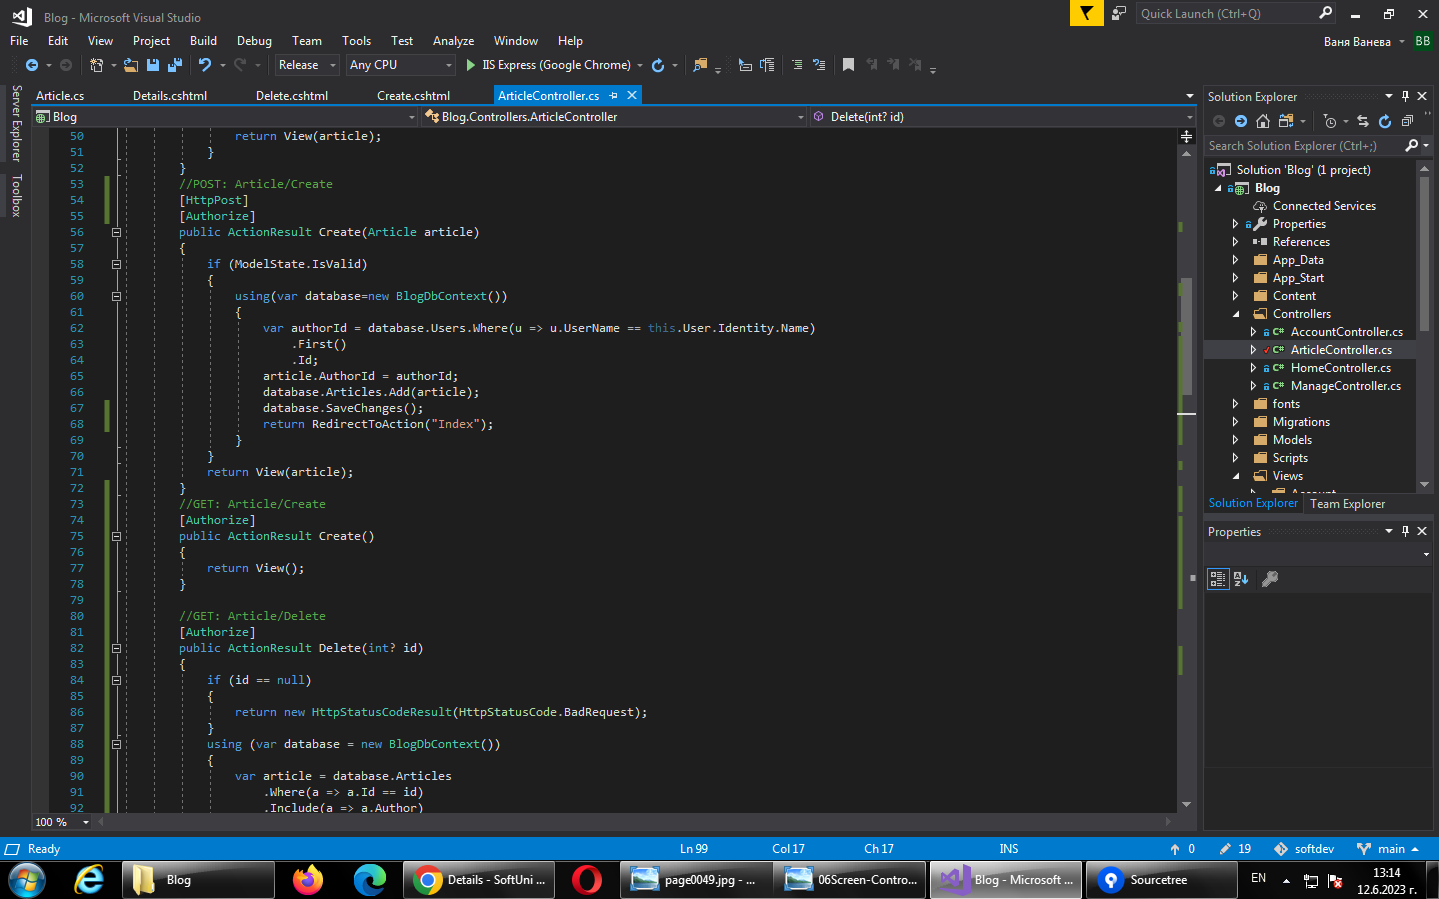 Blog - Microsoft Visual Studio
Quick Launch (Ctrl+Q)
File Edit View Project Build Debug Team Tools Test Analyze Window Help
Ваня Ванева BB
Release Any CPU IIS Express (Google Chrome)
Server Explorer
Toolbox
Article.cs Details.cshtml Delete.cshtml Create.cshtml ArticleController.cs
Blog Blog.Controllers.ArticleController Delete(int? id)
50 return View(article);
51 }
52 }
53 //POST: Article/Create
54 [HttpPost]
55 [Authorize]
56 public ActionResult Create(Article article)
57 {
58 if (ModelState.IsValid)
59 {
60 using(var database=new BlogDbContext())
61 {
62 var authorId = database.Users.Where(u => u.UserName == this.User.Identity.Name)
63 .First()
64 .Id;
65 article.AuthorId = authorId;
66 database.Articles.Add(article);
67 database.SaveChanges();
68 return RedirectToAction("Index");
69 }
70 }
71 return View(article);
72 }
73 //GET: Article/Create
74 [Authorize]
75 public ActionResult Create()
76 {
77 return View();
78 }
79
80 //GET: Article/Delete
81 [Authorize]
82 public ActionResult Delete(int? id)
83 {
84 if (id == null)
85 {
86 return new HttpStatusCodeResult(HttpStatusCode.BadRequest);
87 }
88 using (var database = new BlogDbContext())
89 {
90 var article = database.Articles
91 .Where(a => a.Id == id)
92 .Include(a => a.Author)
100 %
Solution Explorer
Search Solution Explorer (Ctrl+;)
Solution 'Blog' (1 project)
Blog
Connected Services
Properties
References
App_Data
App_Start
Content
Controllers
C# AccountController.cs
C# ArticleController.cs
C# HomeController.cs
C# ManageController.cs
fonts
Migrations
Models
Scripts
Views
Account
Solution Explorer Team Explorer
Properties
Ready Ln 99 Col 17 Ch 17 INS 0 19 softdev main
Blog Details - SoftUni ... page0049.jpg - ... 06Screen-Contro... Blog - Microsoft ... Sourcetree EN 13:14
12.6.2023 г.